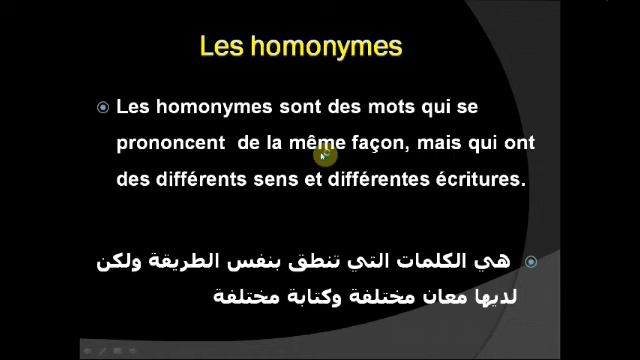 Les homonymes
Les homonymes sont des mots qui se
prononcent de la même façon, mais qui ont
des différents sens et différentes écritures.
هي الكلمات التي تنطق بنفس الطريقة ولكن
لديها معان مختلفة وكتابة مختلفة